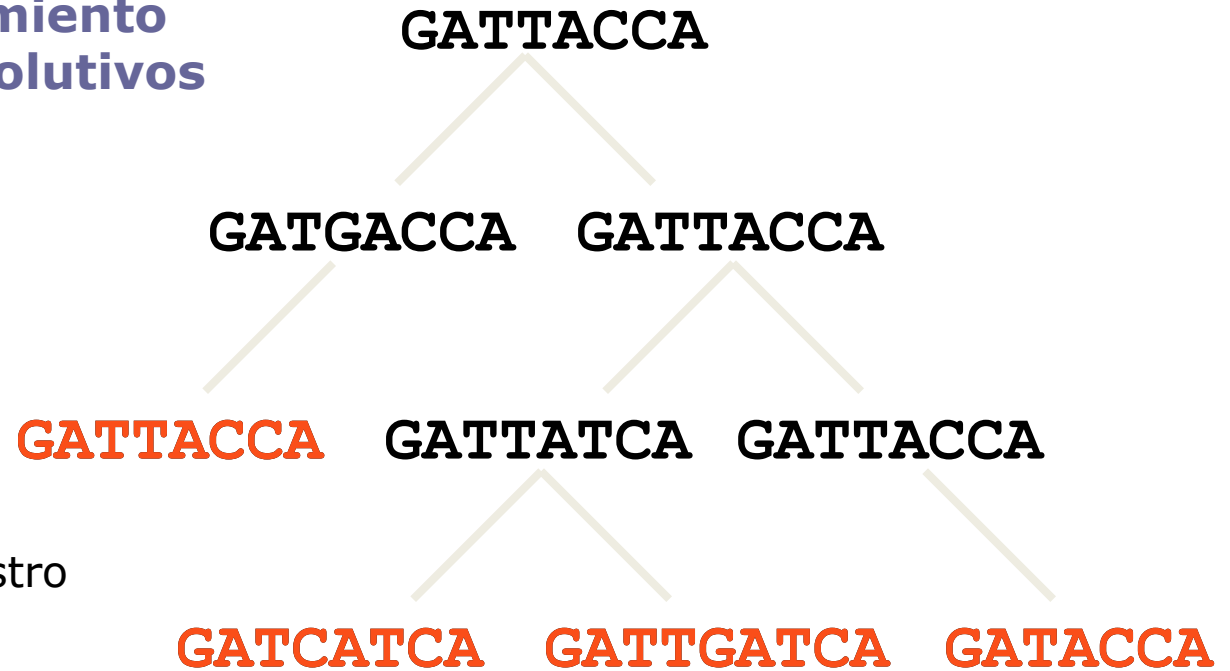 miento
olutivos
GATTACCA
GATGACCA GATTACCA
GATTACCA GATTATCA GATTACCA
stro
GATCATCA GATTGATCA GATACCA